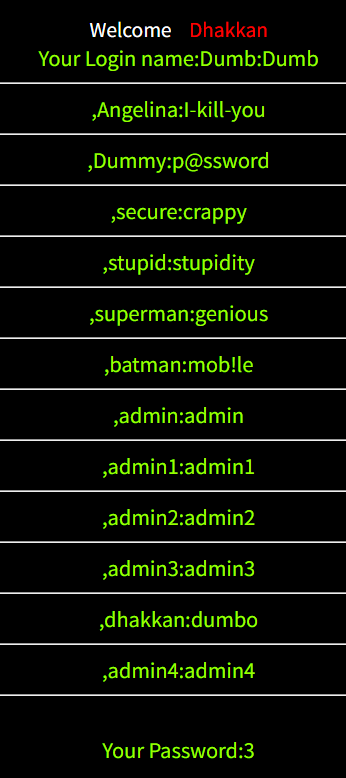 Welcome Dhakkan
Your Login name:Dumb:Dumb
,Angelina:I-kill-you
,Dummy:p@ssword
,secure:crappy
,stupid:stupidity
,superman:genious
,batman:mob!le
,admin:admin
,admin1:admin1
,admin2:admin2
,admin3:admin3
,dhakkan:dumbo
,admin4:admin4
Your Password:3